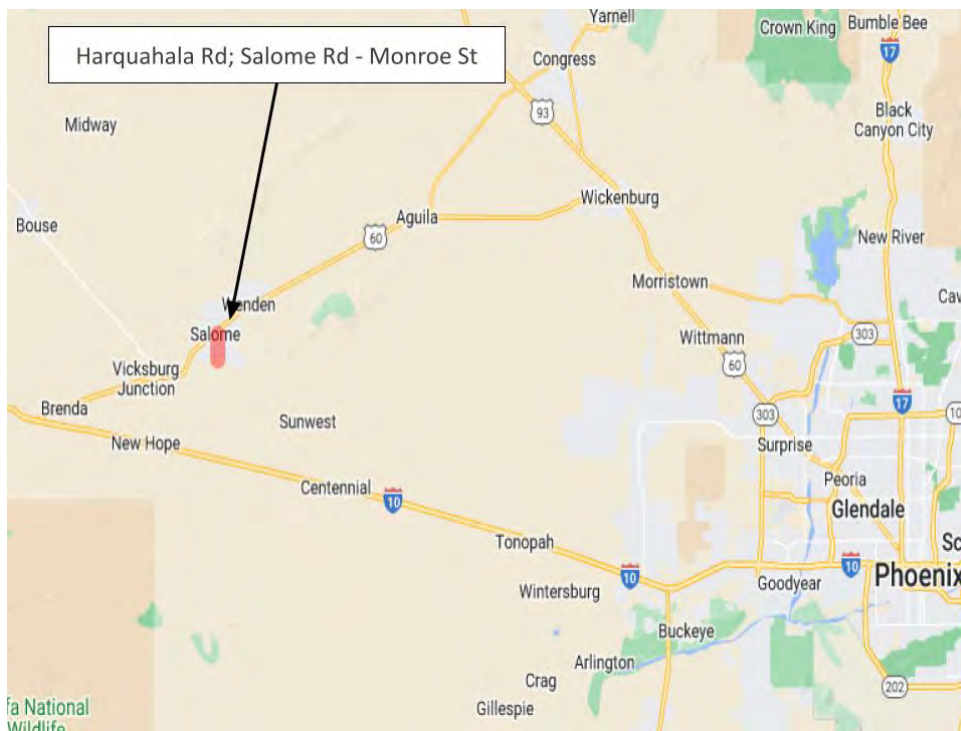 Yarnell
Crown King
Bumble Bee
17
Harquahala Rd; Salome Rd - Monroe St
Congress
93
Midway
Black
Canyon City
Wickenburg
Aguila
Bouse
60
New River
Morristown
Wenden
Cav
Salome
303
Wittmann
Vicksburg
Junction
60
Brenda
17
303
10
Sunwest
New Hope
Surprise
Peoria
Centennial
10
Glendale
Tonopah
Sc
10
10
Goodyear
Phoenix
Wintersburg
Buckeye
Arlington
Crag
202
Gillespie
fa National
Wildlife